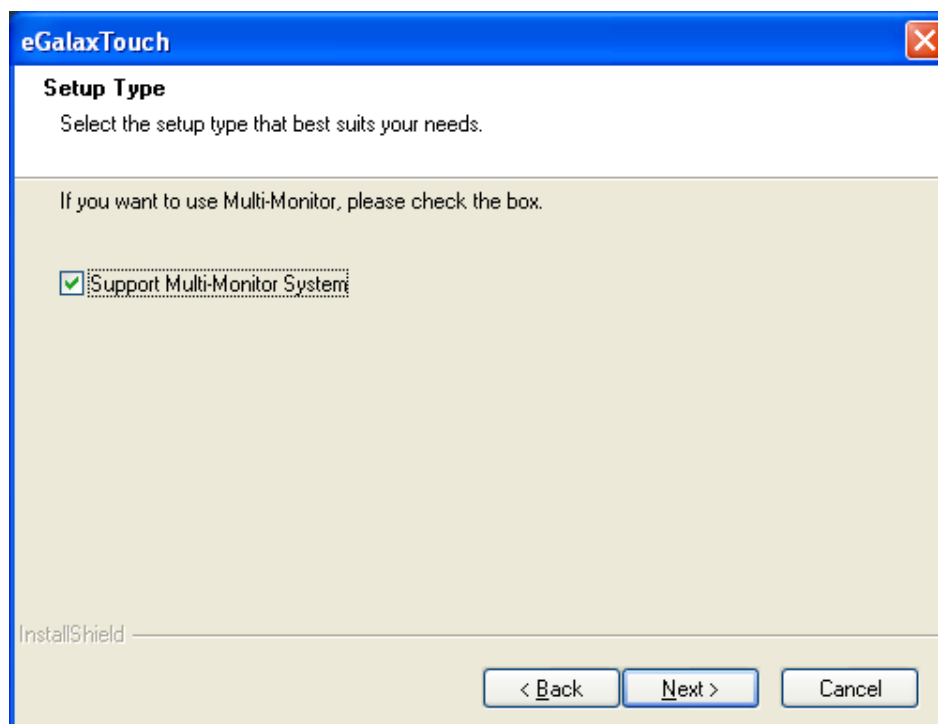 eGalaxTouch
Setup Type
Select the setup type that best suits your needs.
If you want to use Multi-Monitor, please check the box.
Support Multi-Monitor System
InstallShield
< Back Next > Cancel